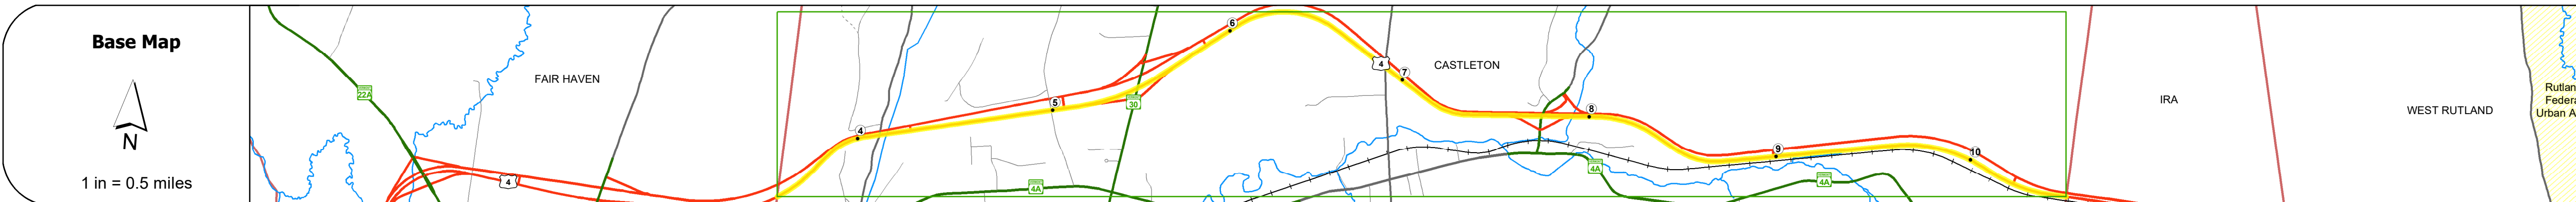 Base Map
N
1 in = 0.5 miles
22A
FAIR HAVEN
4
4
5
4A
30
6
4
7
CASTLETON
8
4A
9
4A
10
IRA
WEST RUTLAND
Rutlan
Federa
Urban A